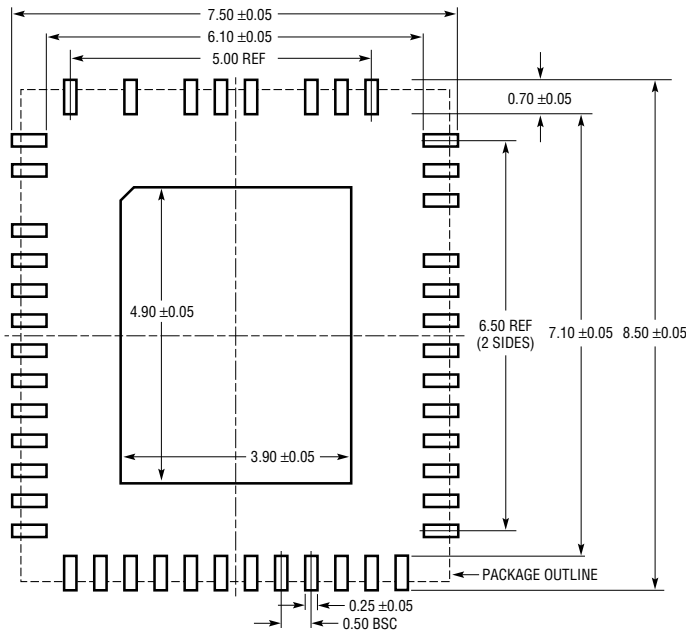 7.50 ±0.05
6.10 ±0.05
5.00 REF
0.70 ±0.05
4.90 ±0.05
6.50 REF
(2 SIDES)
7.10 ±0.05
8.50 ±0.05
3.90 ±0.05
PACKAGE OUTLINE
0.25 ±0.05
0.50 BSC